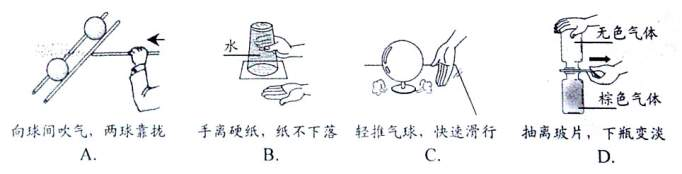 水
无色气体
棕色气体
向球间吹气，两球靠拢
手离硬纸，纸不下落
轻推气球，快速滑行
抽离玻片，下瓶变淡
A.
B.
C.
D.